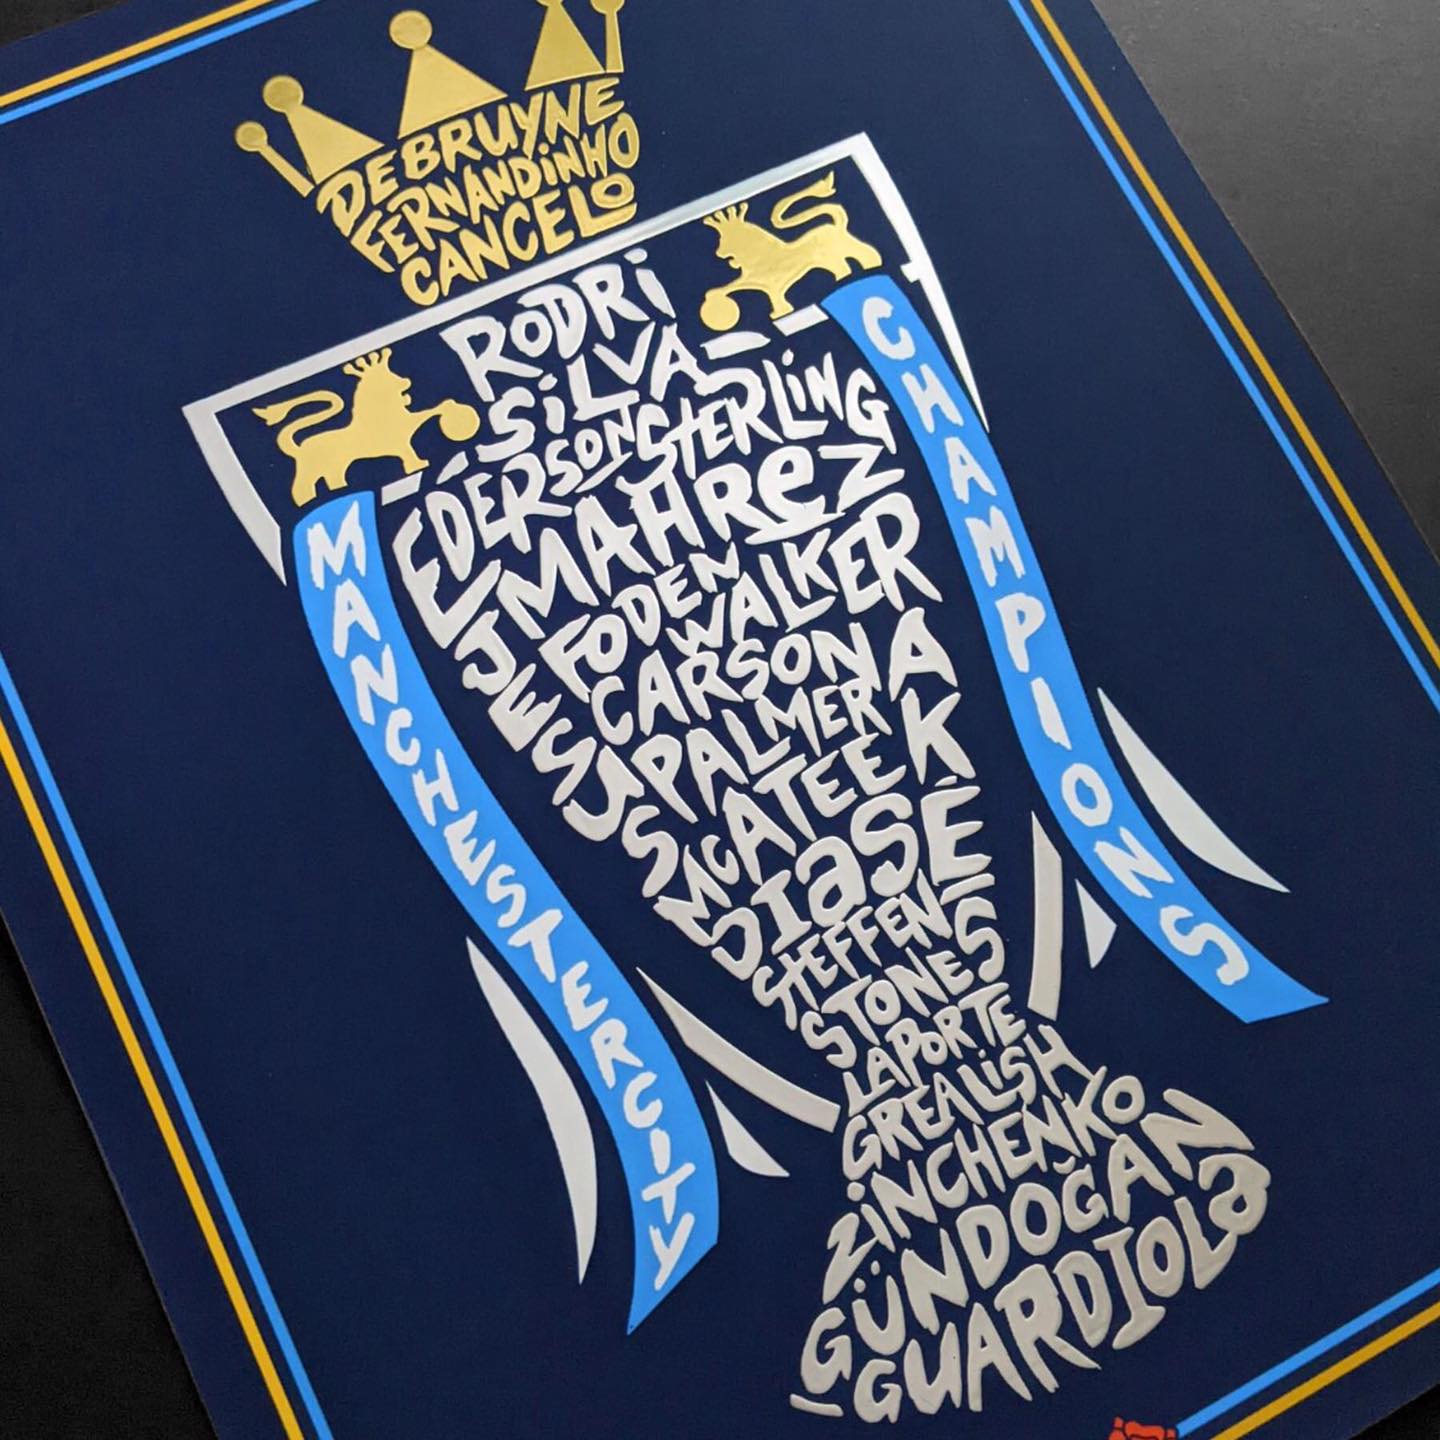 DEBRUYNE
FERNANDINHO
CANCELO
RODRi
SiLVA
EDERSON STERLiNG
MAHReZ
JESUS
FODEN
WALKER
CARSON
PALMER
AKÉ
McATEE
DIaS
STEFFEN
STONES
LAPORTE
GREALiSH
ZiNCHENKO
GÜNDOĞAN
GUARDIOLa
MANCHESTER CITY
CHAMPIONS